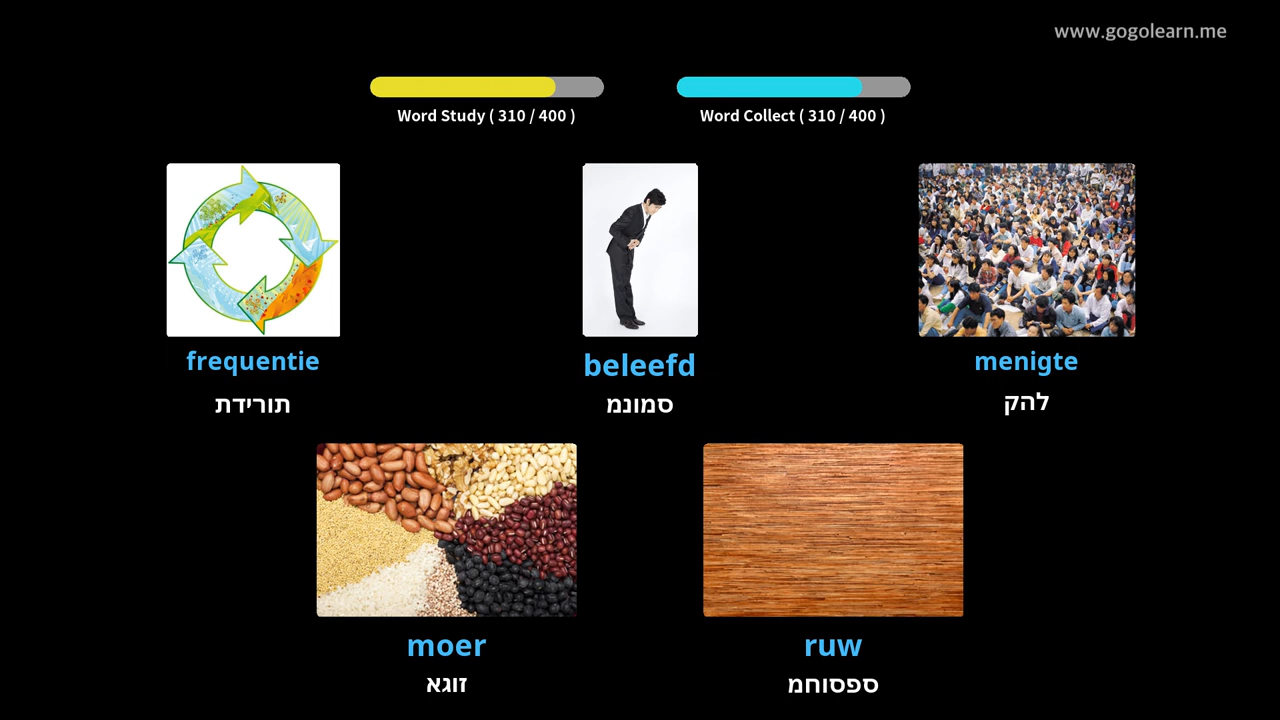 www.gogolearn.me
Word Study ( 310 / 400 )
Word Collect ( 310 / 400 )
frequentie
תורידת
beleefd
סמונמ
menigte
להק
moer
זוגא
ruw
ספסוחמ